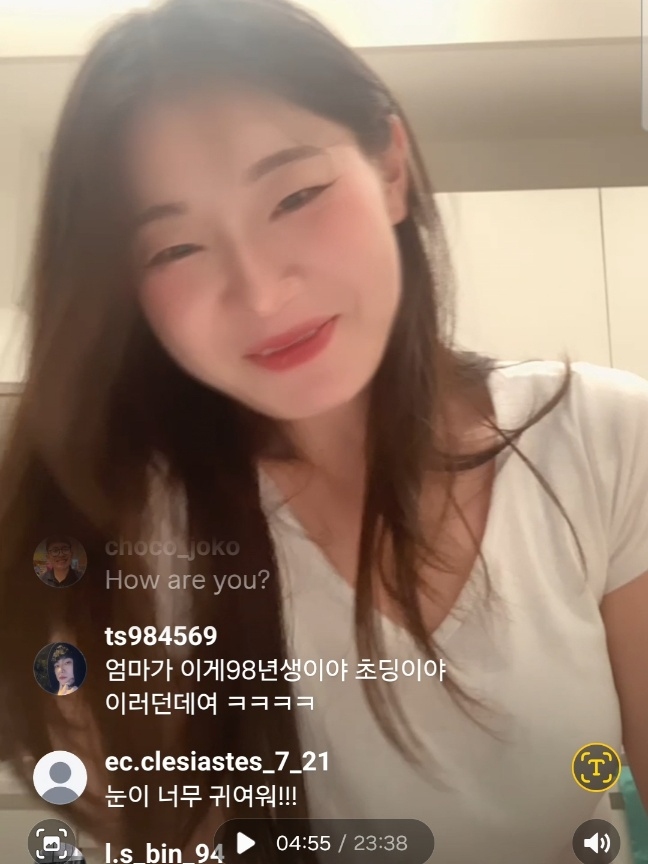 choco_joko
How are you?
ts984569
엄마가 이게98년생이야 초딩이야
이러던데여 ㅋㅋㅋㅋ
ec.clesiastes_7_21
눈이 너무 귀여워!!!
l.s_bin_94
04:55 / 23:38
T